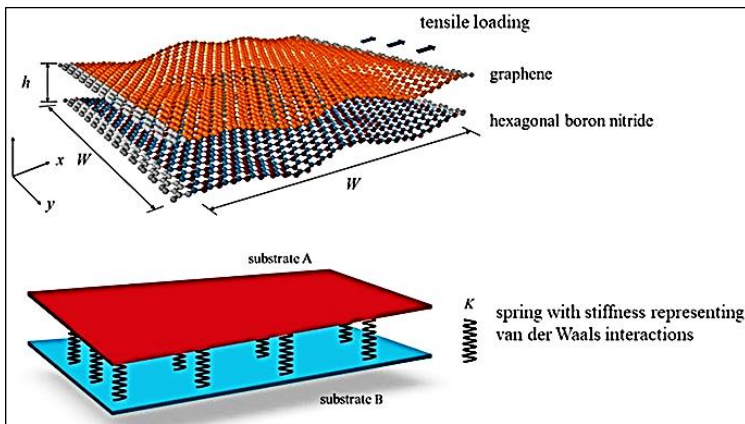 tensile loading
graphene
h
hexagonal boron nitride
W
x
W
y
substrate A
K
spring with stiffness representing
van der Waals interactions
substrate B